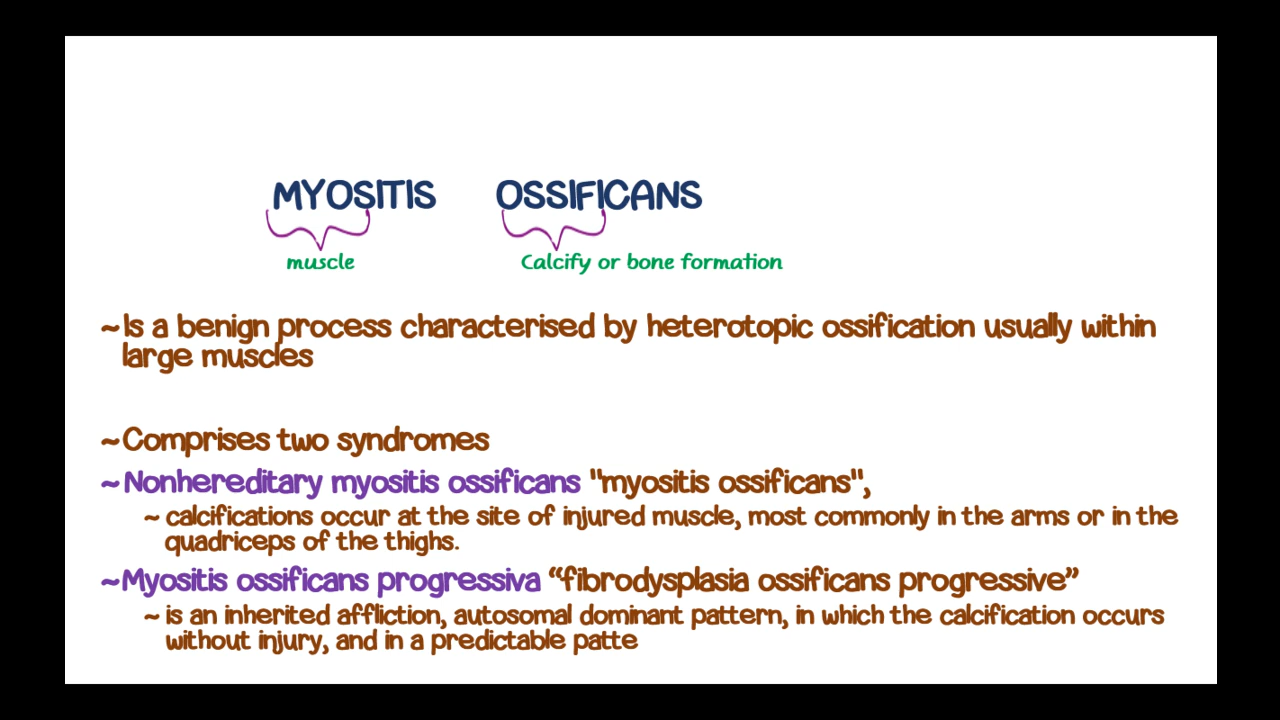 MYOSITIS OSSIFICANS
muscle Calcify or bone formation
~Is a benign process characterised by heterotopic ossification usually within
large muscles
~Comprises two syndromes
~Nonhereditary myositis ossificans "myositis ossificans",
~ calcifications occur at the site of injured muscle, most commonly in the arms or in the
quadriceps of the thighs.
~Myositis ossificans progressiva “fibrodysplasia ossificans progressive”
~ is an inherited affliction, autosomal dominant pattern, in which the calcification occurs
without injury, and in a predictable patte